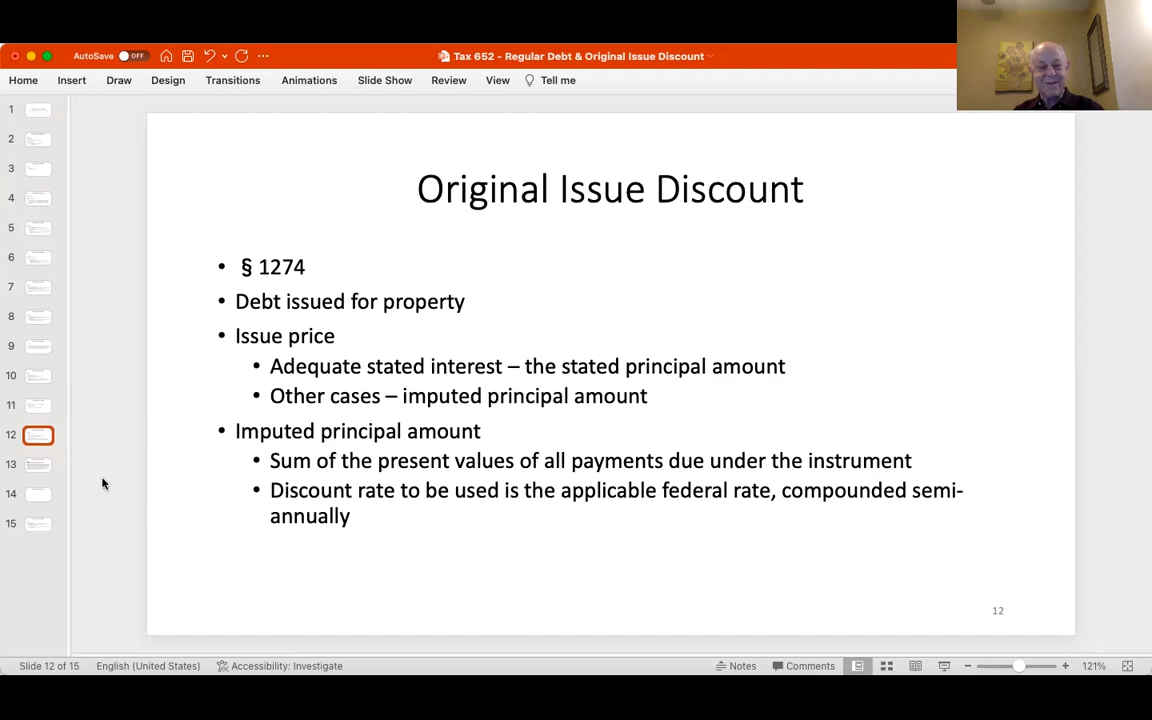 AutoSave OFF
Tax 652 - Regular Debt & Original Issue Discount
Home Insert Draw Design Transitions Animations Slide Show Review View Tell me
1
2
3
4
5
6
7
8
9
10
11
12
13
14
15
Original Issue Discount
• § 1274
• Debt issued for property
• Issue price
• Adequate stated interest – the stated principal amount
• Other cases – imputed principal amount
• Imputed principal amount
• Sum of the present values of all payments due under the instrument
• Discount rate to be used is the applicable federal rate, compounded semi-
annually
12
Slide 12 of 15 English (United States) Accessibility: Investigate Notes Comments 121%